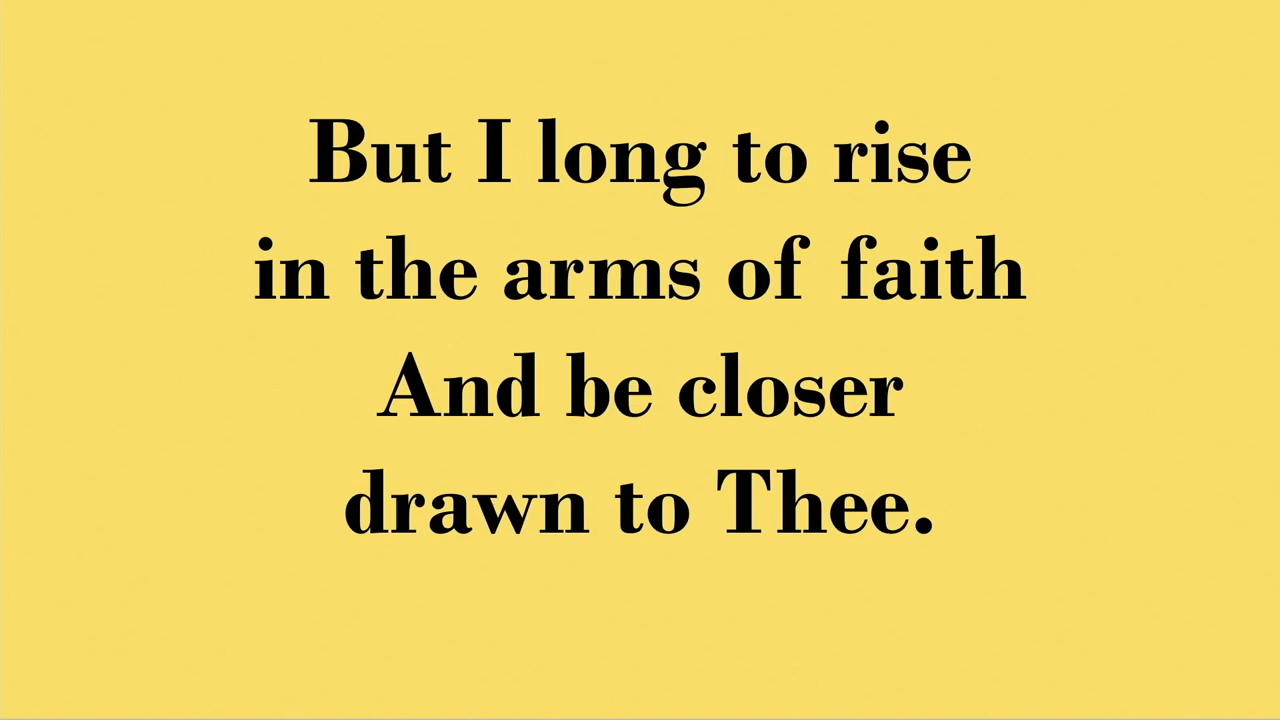 But I long to rise
in the arms of faith
And be closer
drawn to Thee.